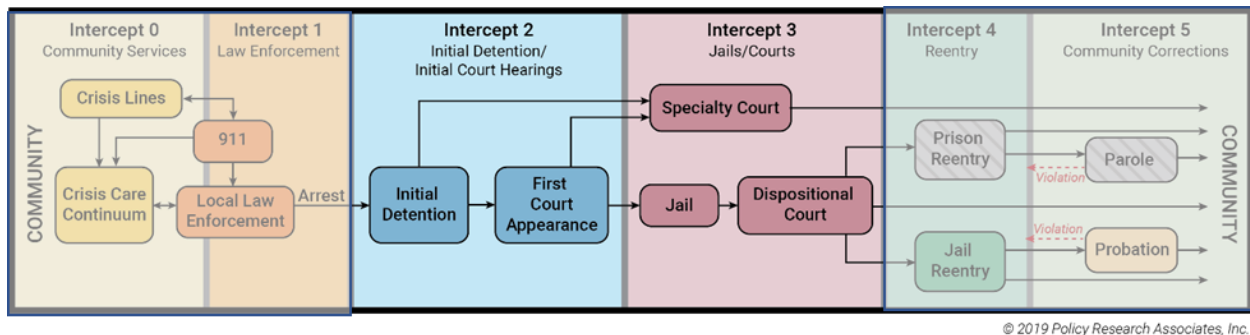 Intercept 0
Community Services
Intercept 1
Law Enforcement
Intercept 2
Initial Detention/
Initial Court Hearings
Intercept 3
Jails/Courts
Intercept 4
Reentry
Intercept 5
Community Corrections
COMMUNITY
Crisis Lines
911
Crisis Care
Continuum
Local Law
Enforcement
Arrest
Initial
Detention
First
Court
Appearance
Specialty Court
Jail
Dispositional
Court
Prison
Reentry
Parole
Violation
Jail
Reentry
Probation
Violation
COMMUNITY
© 2019 Policy Research Associates, Inc.